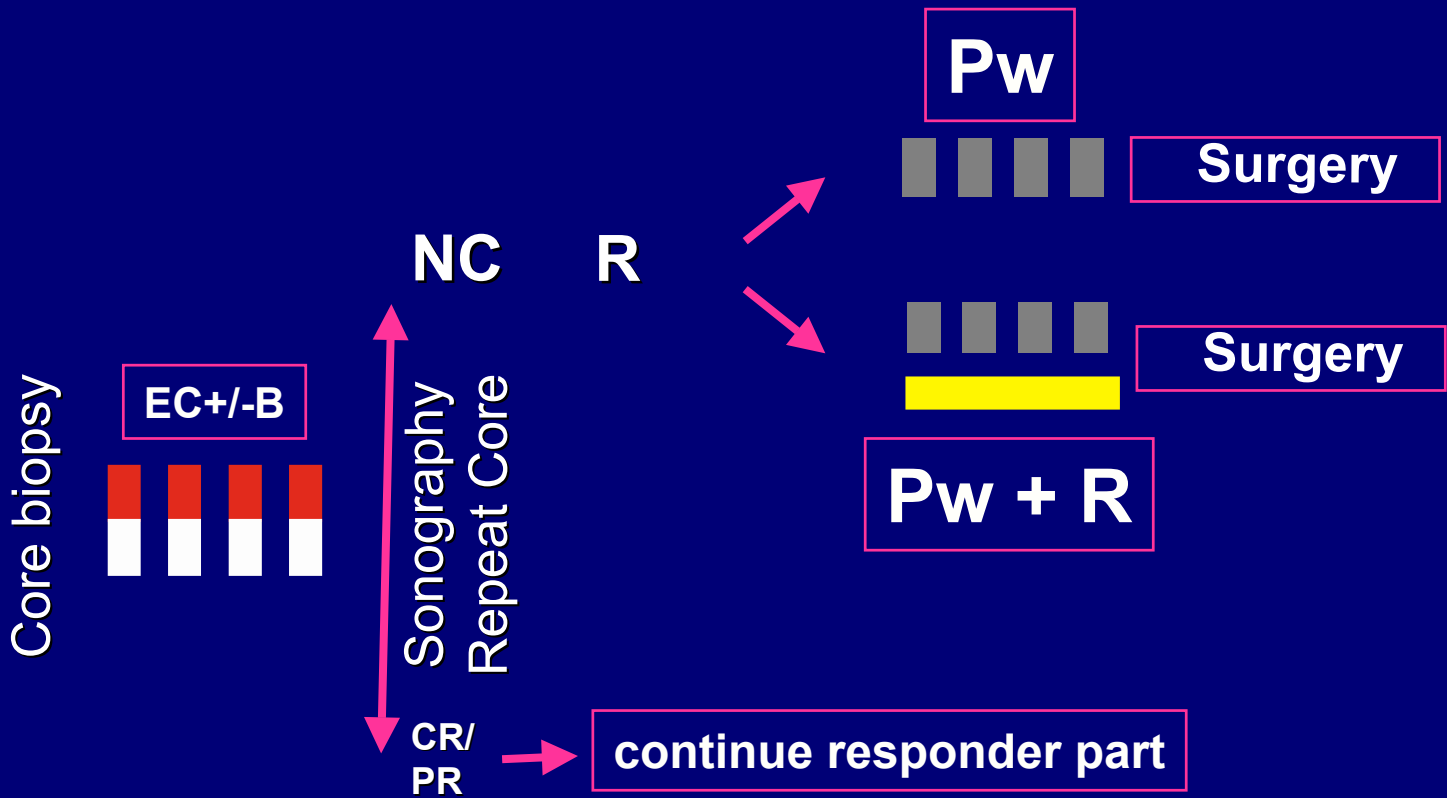 Core biopsy
EC+/-B
Sonography
Repeat Core
NC R
CR/
PR
continue responder part
Pw
Surgery
Surgery
Pw + R